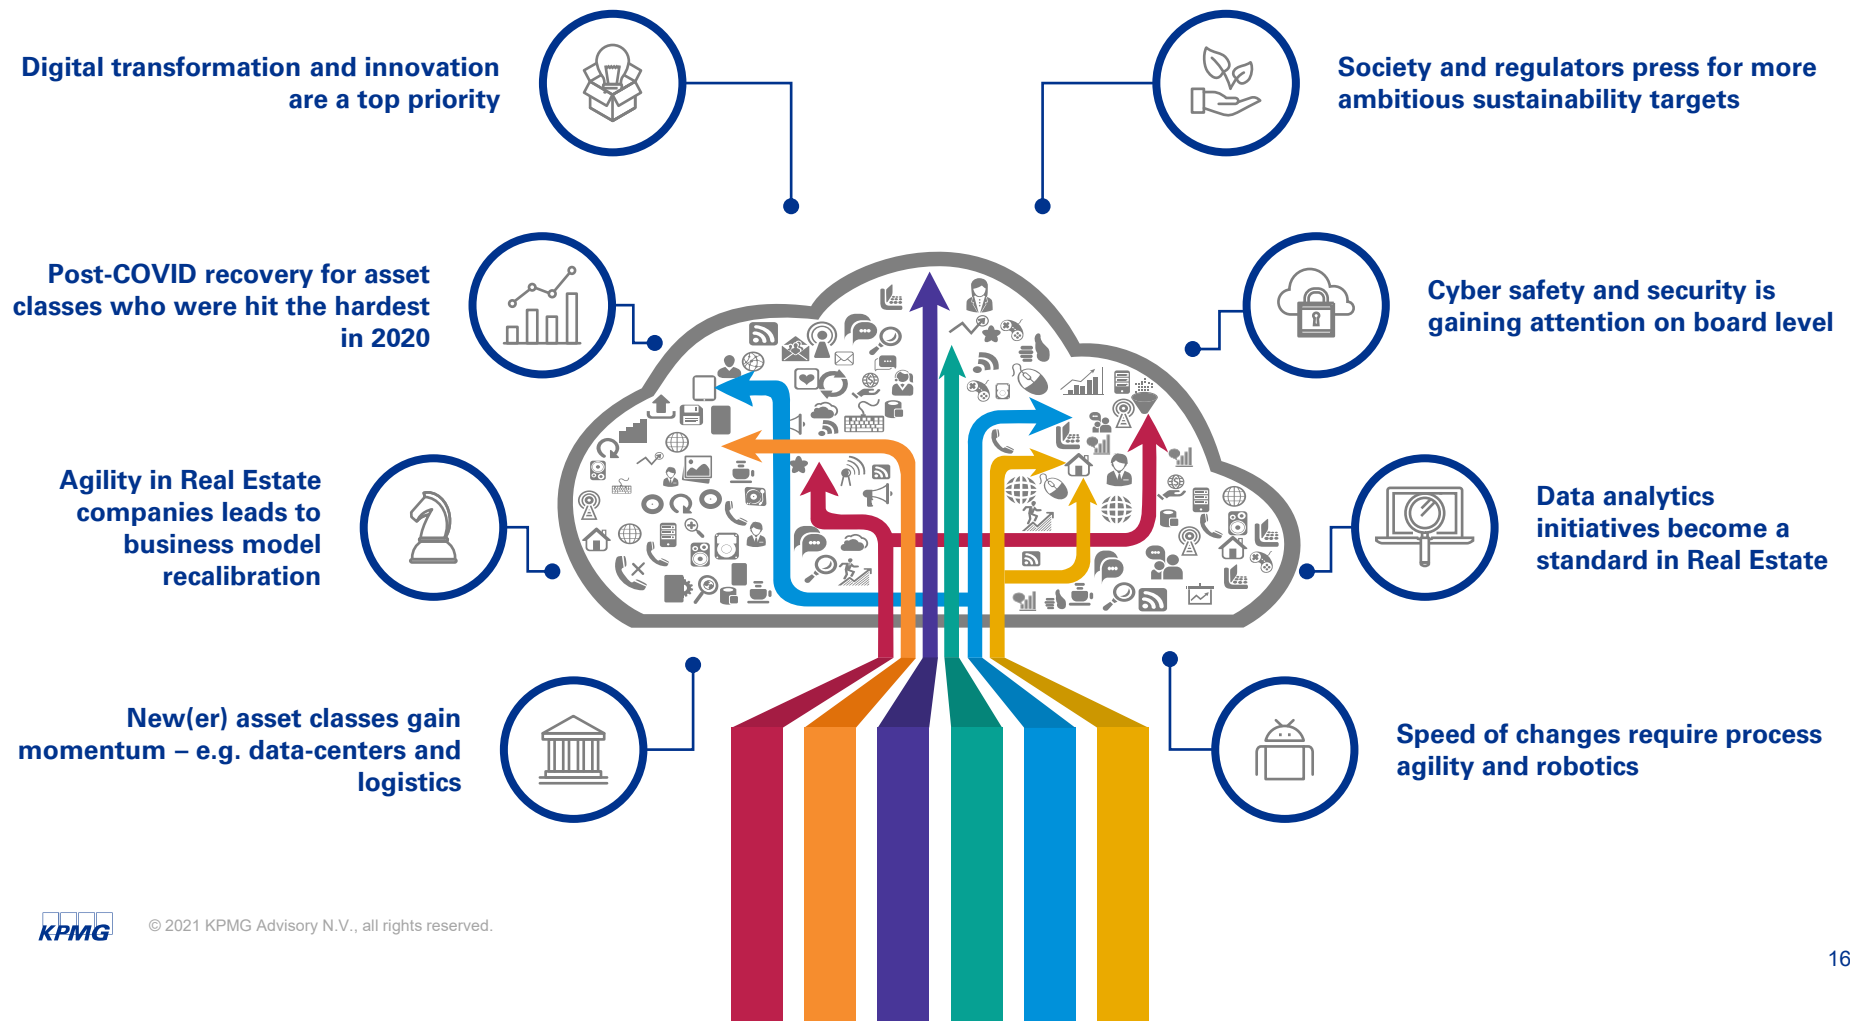 Digital transformation and innovation
are a top priority
Society and regulators press for more
ambitious sustainability targets
Post-COVID recovery for asset
classes who were hit the hardest
in 2020
Cyber safety and security is
gaining attention on board level
Agility in Real Estate
companies leads to
business model
recalibration
Data analytics
initiatives become a
standard in Real Estate
New(er) asset classes gain
momentum – e.g. data-centers and
logistics
Speed of changes require process
agility and robotics
KPMG
© 2021 KPMG Advisory N.V., all rights reserved.
16